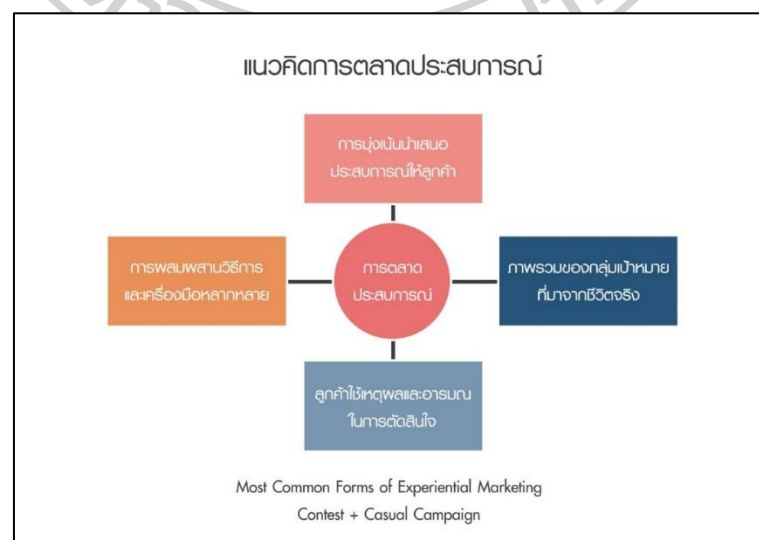 แนวคิดการตลาดประสบการณ์
การมุ่งเน้นนำเสนอ
ประสบการณ์ให้ลูกค้า
การผสมผสานวิธีการ
และเครื่องมือหลากหลาย
การตลาด
ประสบการณ์
ภาพรวมของกลุ่มเป้าหมาย
ที่มาจากชีวิตจริง
ลูกค้าใช้เหตุผลและอารมณ
ในการตัดสินใจ
Most Common Forms of Experiential Marketing
Contest + Casual Campaign